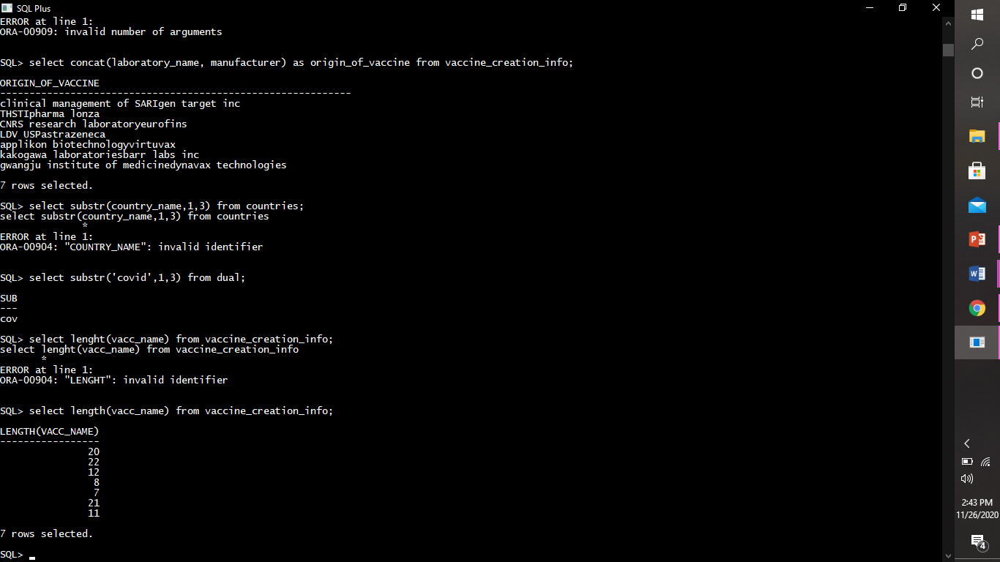 SQL Plus
ERROR at line 1:
ORA-00909: invalid number of arguments
SQL> select concat(laboratory_name, manufacturer) as origin_of_vaccine from vaccine_creation_info;
ORIGIN_OF_VACCINE
------------------------------------------------------------
clinical management of SARIgen target inc
THSTIpharma lonza
CNRS research laboratoryeurofins
LDV USPastrazeneca
applikon biotechnologyvirtuvax
kakogawa laboratoriesbarr labs inc
gwangju institute of medicinedynavax technologies
7 rows selected.
SQL> select substr(country_name,1,3) from countries;
select substr(country_name,1,3) from countries
*
ERROR at line 1:
ORA-00904: "COUNTRY_NAME": invalid identifier
SQL> select substr('covid',1,3) from dual;
SUB
---
cov
SQL> select lenght(vacc_name) from vaccine_creation_info;
select lenght(vacc_name) from vaccine_creation_info
*
ERROR at line 1:
ORA-00904: "LENGHT": invalid identifier
SQL> select length(vacc_name) from vaccine_creation_info;
LENGTH(VACC_NAME)
-----------------
20
22
12
8
7
21
11
7 rows selected.
SQL>
P
W
2:43 PM
11/26/2020
4